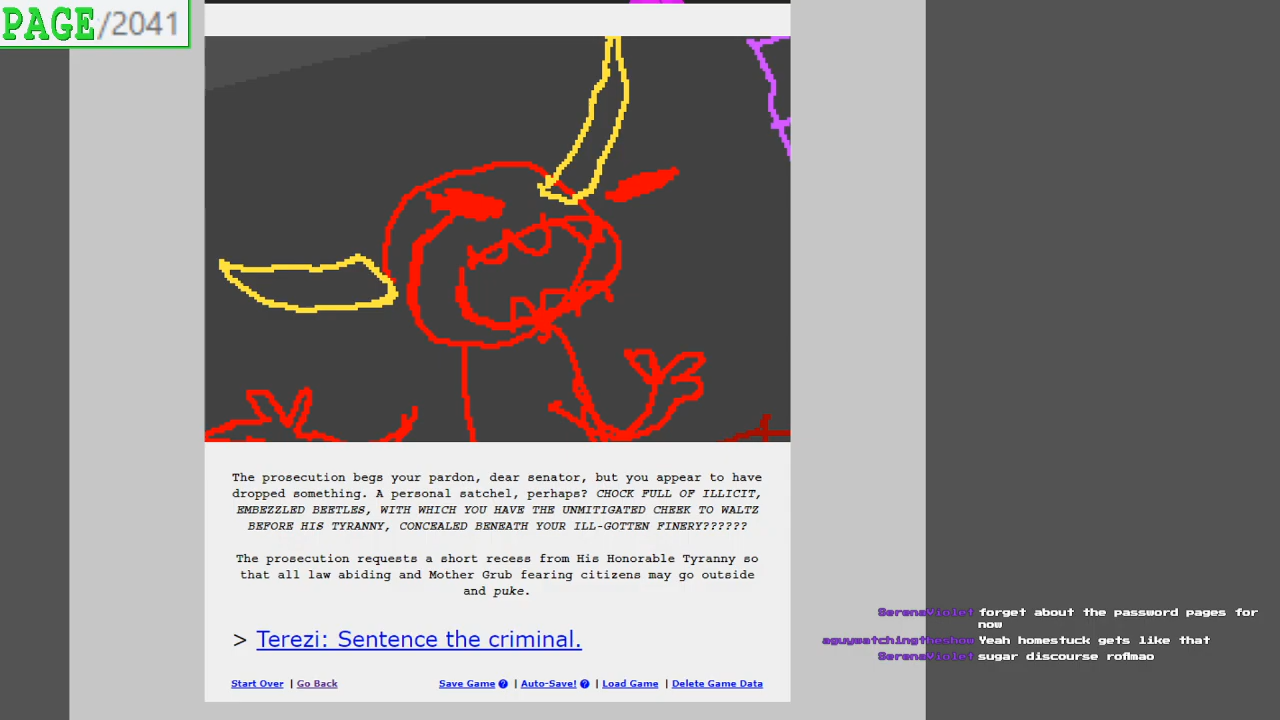 PAGE/2041
The prosecution begs your pardon, dear senator, but you appear to have
dropped something. A personal satchel, perhaps? CHOCK FULL OF ILLICIT,
EMBEZZLED BEETLES, WITH WHICH YOU HAVE THE UNMITIGATED CHEEK TO WALTZ
BEFORE HIS TYRANNY, CONCEALED BENEATH YOUR ILL-GOTTEN FINERY??????
The prosecution requests a short recess from His Honorable Tyranny so
that all law abiding and Mother Grub fearing citizens may go outside
and puke.
> Terezi: Sentence the criminal.
Start Over | Go Back Save Game ? | Auto-Save! ? | Load Game | Delete Game Data
SerenaViolet forget about the password pages for
now
aguywatchingtheshow Yeah homestuck gets like that
SerenaViolet sugar discourse roflmao